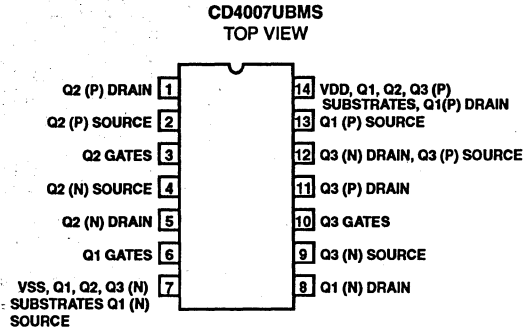 CD4007UBMS
TOP VIEW
Q2 (P) DRAIN 1
Q2 (P) SOURCE 2
Q2 GATES 3
Q2 (N) SOURCE 4
Q2 (N) DRAIN 5
Q1 GATES 6
VSS, Q1, Q2, Q3 (N) 7
SUBSTRATES Q1 (N)
SOURCE
14 VDD, Q1, Q2, Q3 (P)
SUBSTRATES, Q1(P) DRAIN
13 Q1 (P) SOURCE
12 Q3 (N) DRAIN, Q3 (P) SOURCE
11 Q3 (P) DRAIN
10 Q3 GATES
9 Q3 (N) SOURCE
8 Q1 (N) DRAIN